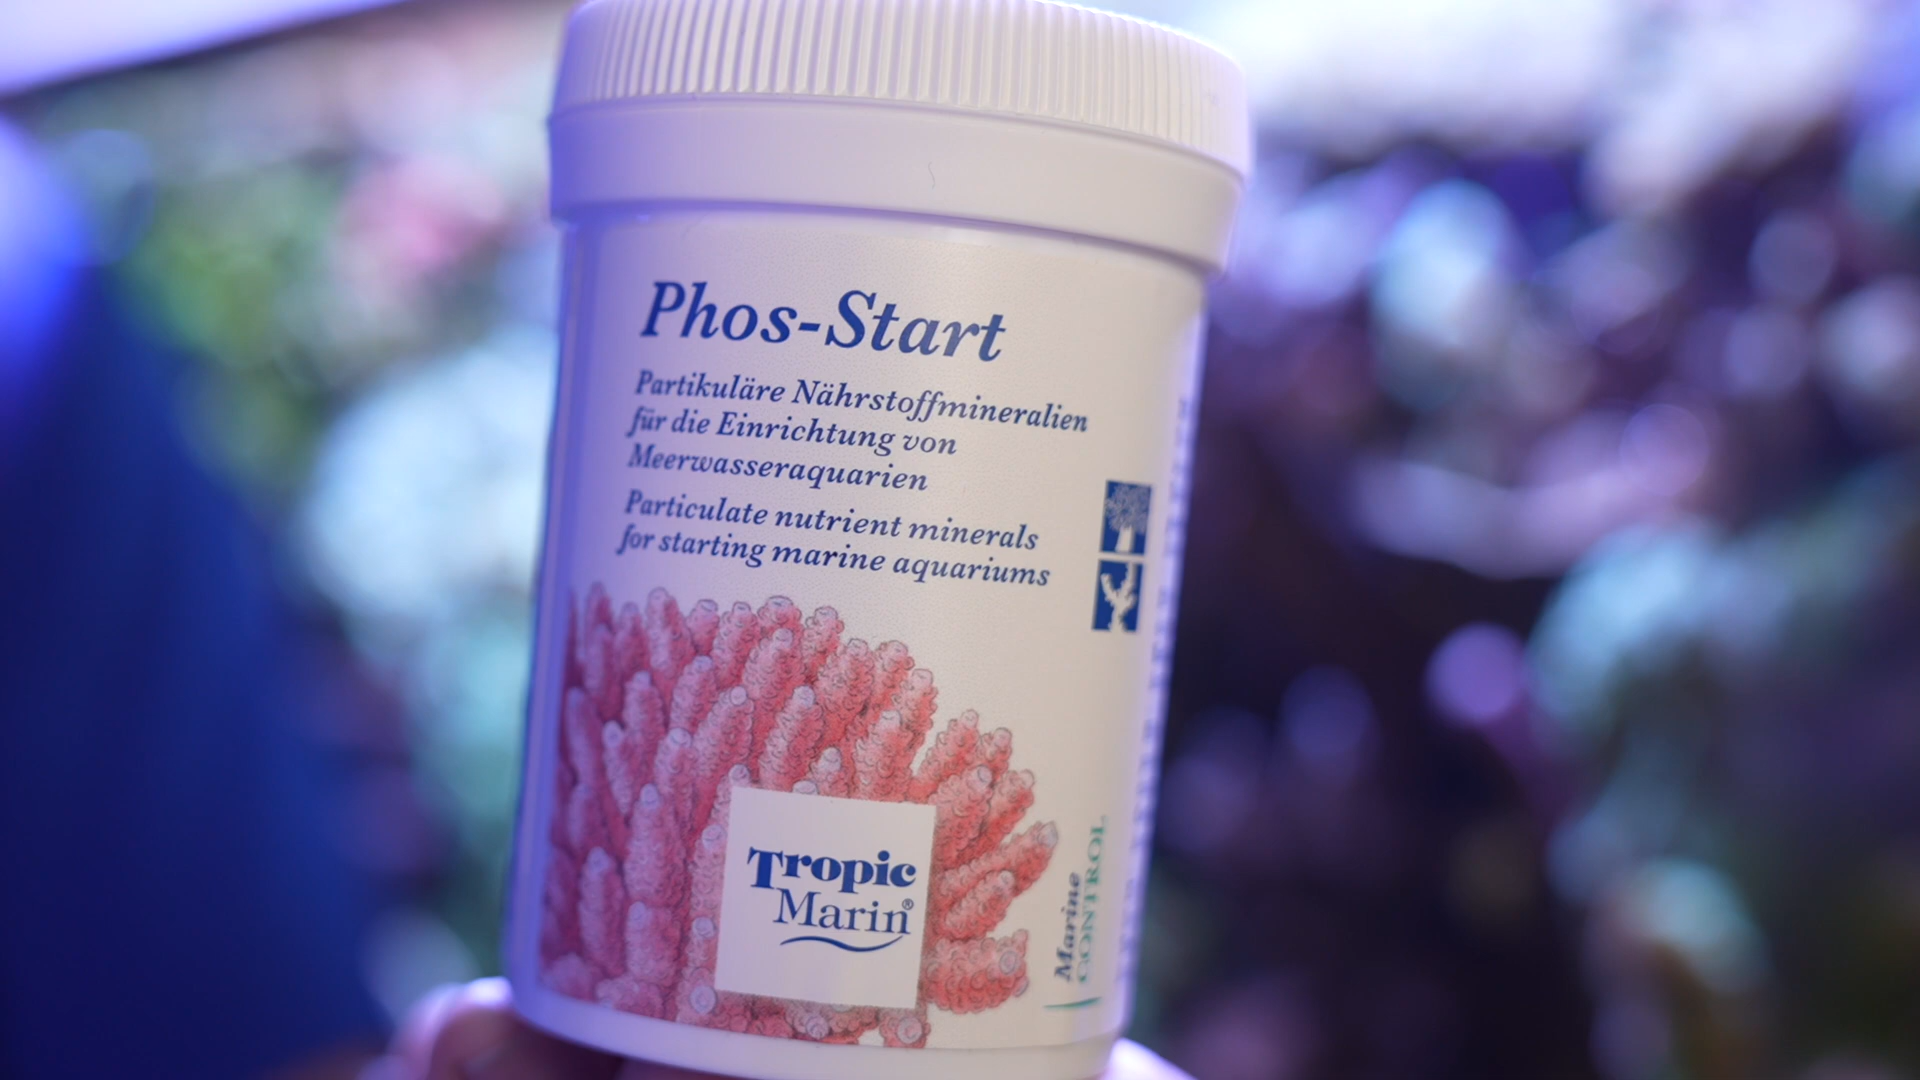 Phos-Start
Partikuläre Nährstoffmineralien
für die Einrichtung von
Meerwasseraquarien
Particulate nutrient minerals
for starting marine aquariums
Tropic
Marin®
Marine
CONTROL